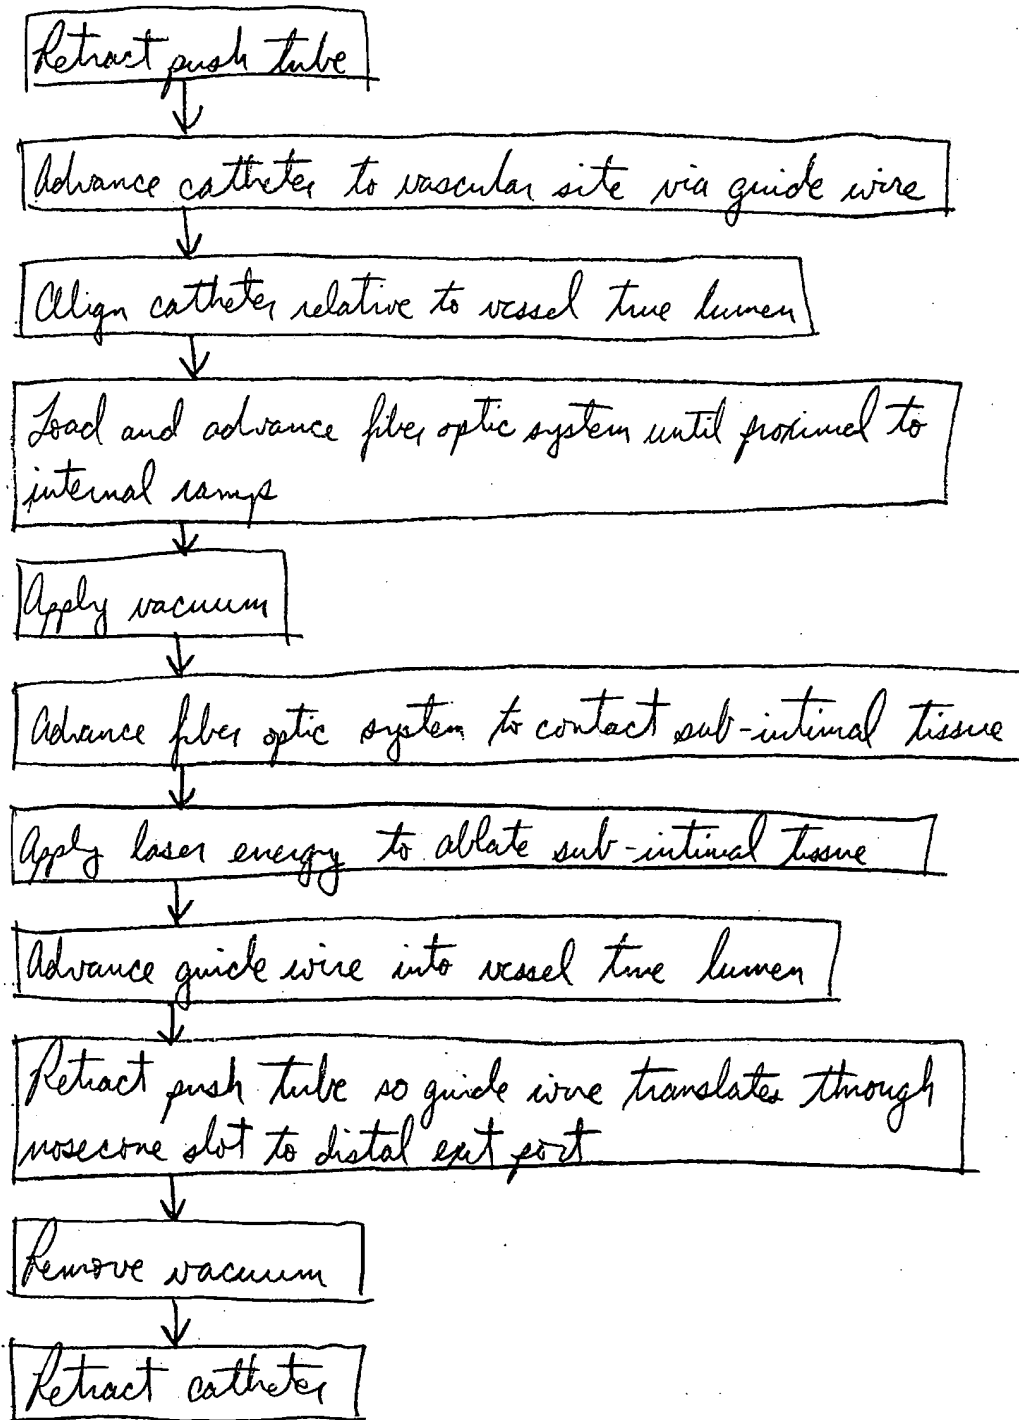 Retract push tube
Advance catheter to vascular site via guide wire
Align catheter relative to vessel true lumen
Load and advance fiber optic system until proximal to
internal ramp
Apply vacuum
Advance fiber optic system to contact sub-intimal tissue
Apply laser energy to ablate sub-intimal tissue
Advance guide wire into vessel true lumen
Retract push tube so guide wire translates through
nosecone slot to distal exit port
Remove vacuum
Retract catheter